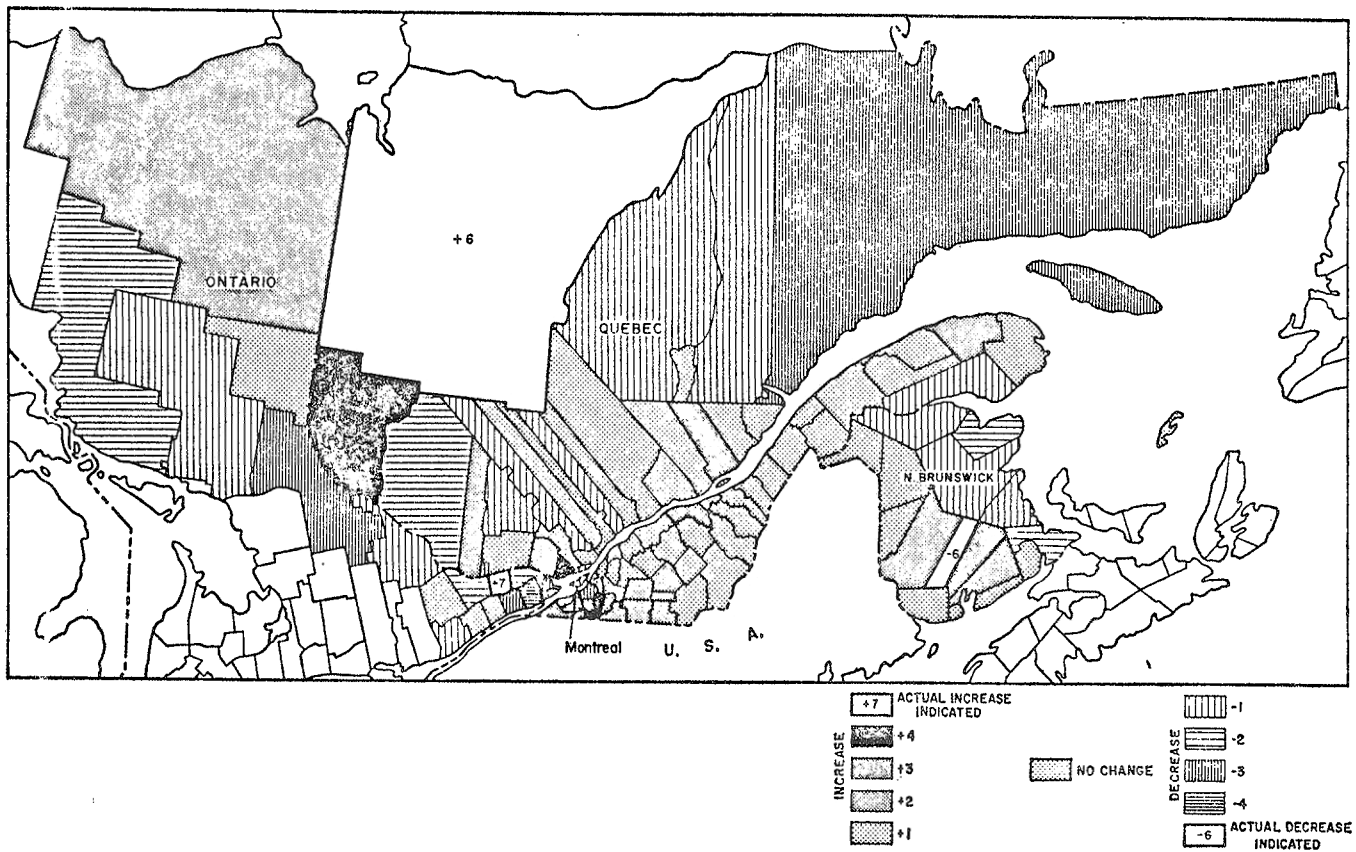 +6
ONTARIO
QUEBEC
N. BRUNSWICK
-6
+7
Montreal
U. S. A.
+7 ACTUAL INCREASE
INDICATED
INCREASE
+4
+3
+2
+1
NO CHANGE
DECREASE
-1
-2
-3
-4
-6 ACTUAL DECREASE
INDICATED